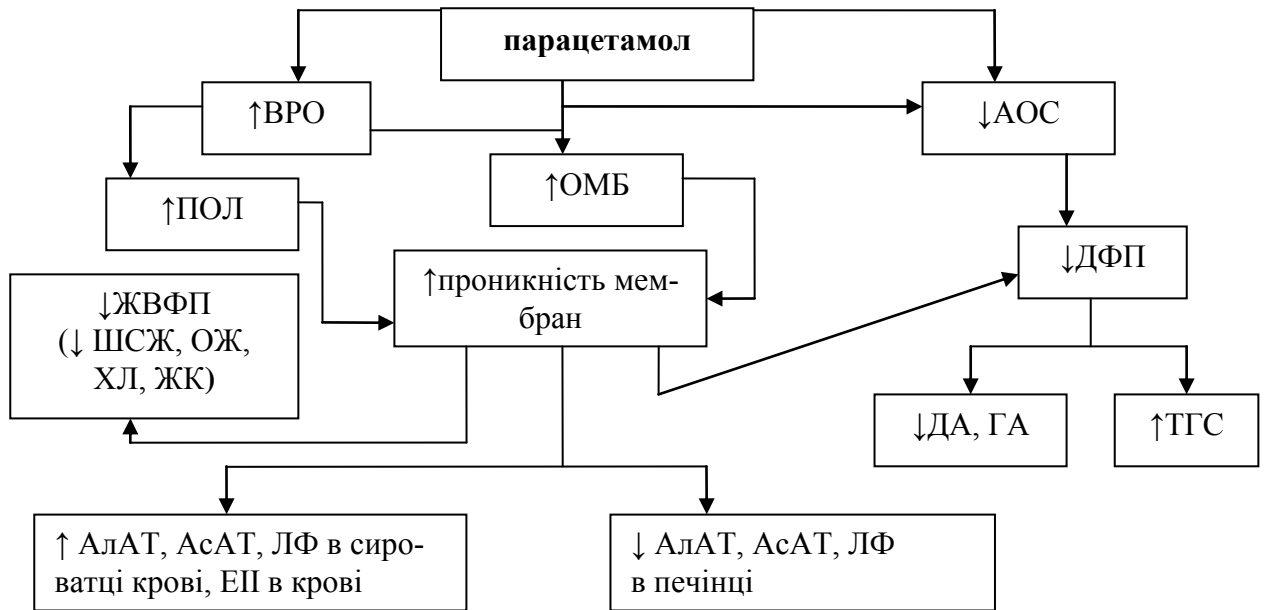 парацетамол
↑ВРО
↓АОС
↑ОМБ
↑ПОЛ
↓ДФП
↑проникність мем-
бран
↓ЖВФП
(↓ ШСЖ, ОЖ,
ХЛ, ЖК)
↓ДА, ГА
↑ТГС
↑ АлАТ, АсАТ, ЛФ в сиро-
ватці крові, ЕІІ в крові
↓ АлАТ, АсАТ, ЛФ
в печінці